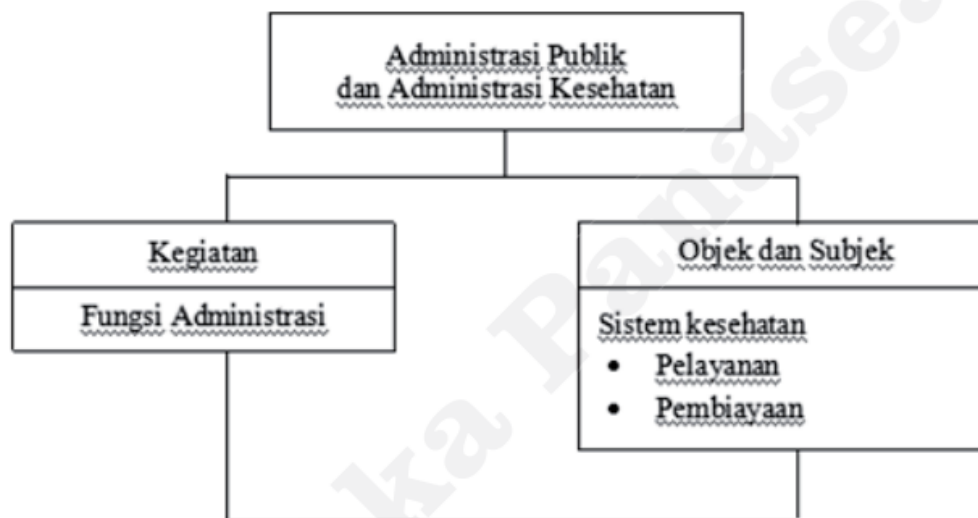 Administrasi Publik
dan Administrasi Kesehatan
Kegiatan
Fungsi Administrasi
Objek dan Subjek
Sistem kesehatan
• Pelayanan
• Pembiayaan